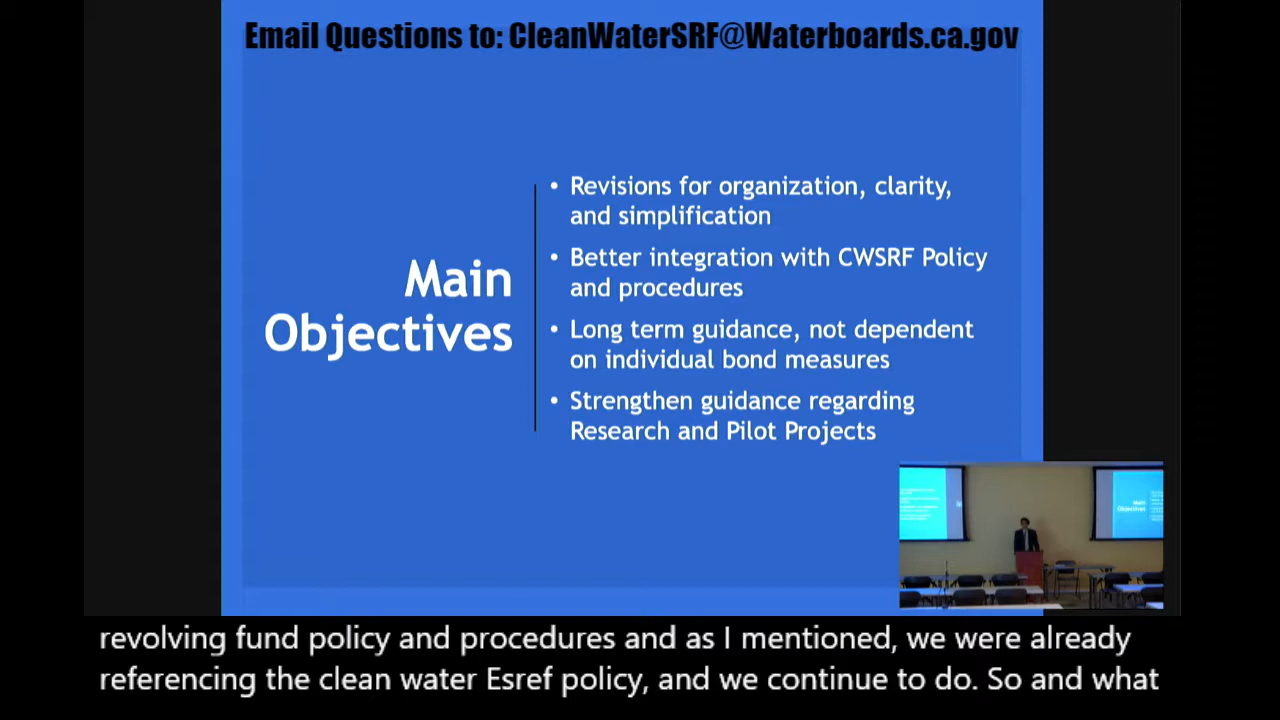 Email Questions to: CleanWaterSRF@Waterboards.ca.gov
Main
Objectives
• Revisions for organization, clarity,
and simplification
• Better integration with CWSRF Policy
and procedures
• Long term guidance, not dependent
on individual bond measures
• Strengthen guidance regarding
Research and Pilot Projects
Main
Objectives
revolving fund policy and procedures and as I mentioned, we were already
referencing the clean water Esref policy, and we continue to do. So and what